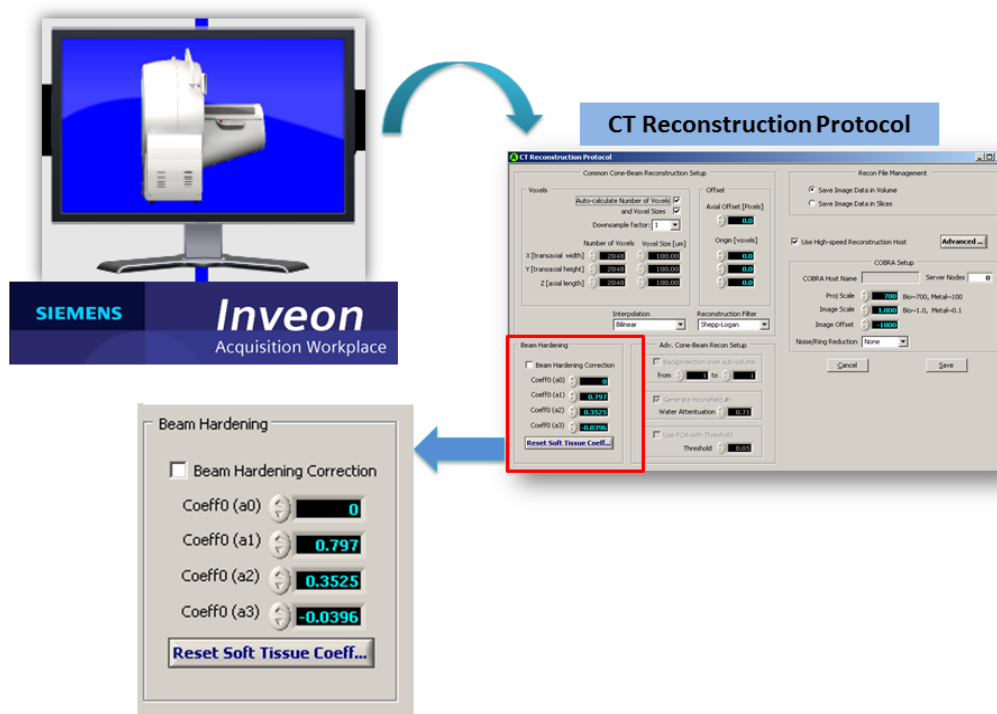 SIEMENS
Inveon
Acquisition Workplace
CT Reconstruction Protocol
CT Reconstruction Protocol
Common Cone-Beam Reconstruction Setup
Voxels
Auto-calculate Number of Voxels
and Voxel Sizes
Downsample factor: 1
Number of Voxels Voxel Size [um]
X [transaxial width] 2048 100.00
Y [transaxial height] 2048 100.00
Z [axial length] 2048 100.00
Offset
Axial Offset [Pixels]
0.0
Origin [voxels]
0.0
0.0
0.0
Interpolation
Bilinear
Reconstruction Filter
Shepp-Logan
Recon File Management
Save Image Data in Volume
Save Image Data in Slices
Use High-speed Reconstruction Host
Advanced ...
COBRA Setup
COBRA Host Name
Server Nodes 0
Proj Scale 700 Bio~700, Metal~100
Image Scale 1.000 Bio~1.0, Metal~0.1
Image Offset -1000
Noise/Ring Reduction None
Cancel
Save
Beam Hardening
Beam Hardening Correction
Coeff0 (a0) 0
Coeff0 (a1) 0.797
Coeff0 (a2) 0.3525
Coeff0 (a3) -0.0396
Reset Soft Tissue Coeff...
Adv. Cone-Beam Recon Setup
Backprotection over sub-volume
from 1 to 1
Generate Hounsfield #s
Water Attentuation 0.71
Use FOA with Threshold
Threshold 0.05
Beam Hardening
Beam Hardening Correction
Coeff0 (a0) 0
Coeff0 (a1) 0.797
Coeff0 (a2) 0.3525
Coeff0 (a3) -0.0396
Reset Soft Tissue Coeff...